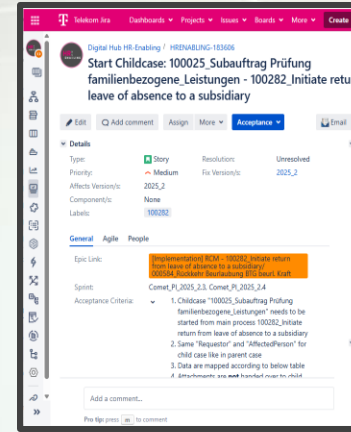 Telekom Jira Dashboards Projects Issues Boards More Create
Digital Hub HR-Enabling / HRENABLING-183606
Start Childcase: 100025_Subauftrag Prüfung
familienbezogene_Leistungen - 100282_Initiate retu
leave of absence to a subsidiary
Edit Add comment Assign More Acceptance Email
Details
Type: Story Resolution: Unresolved
Priority: Medium Fix Version/s: 2025_2
Affects Version/s: 2025_2
Component/s: None
Labels: 100282
General Agile People
Epic Link: [Implementation] RCM - 100282_Initiate return
from leave of absence to a subsidiary/
000584_Rückkehr Beurlaubung BTG beurl. Kraft
Sprint: Comet_PI_2025_2.3, Comet_PI_2025_2.4
Acceptance Criteria: 1. Childcase "100025_Subauftrag Prüfung
familienbezogene_Leistungen" needs to be
started from main process 100282_Initiate
return from leave of absence to a subsidiary
2. Same "Requestor" and "AffectedPerson" for
child case like in parent case
3. Data are mapped according to below table
4. Attachments are not handed over to child
Add a comment...
Pro tip: press m to comment